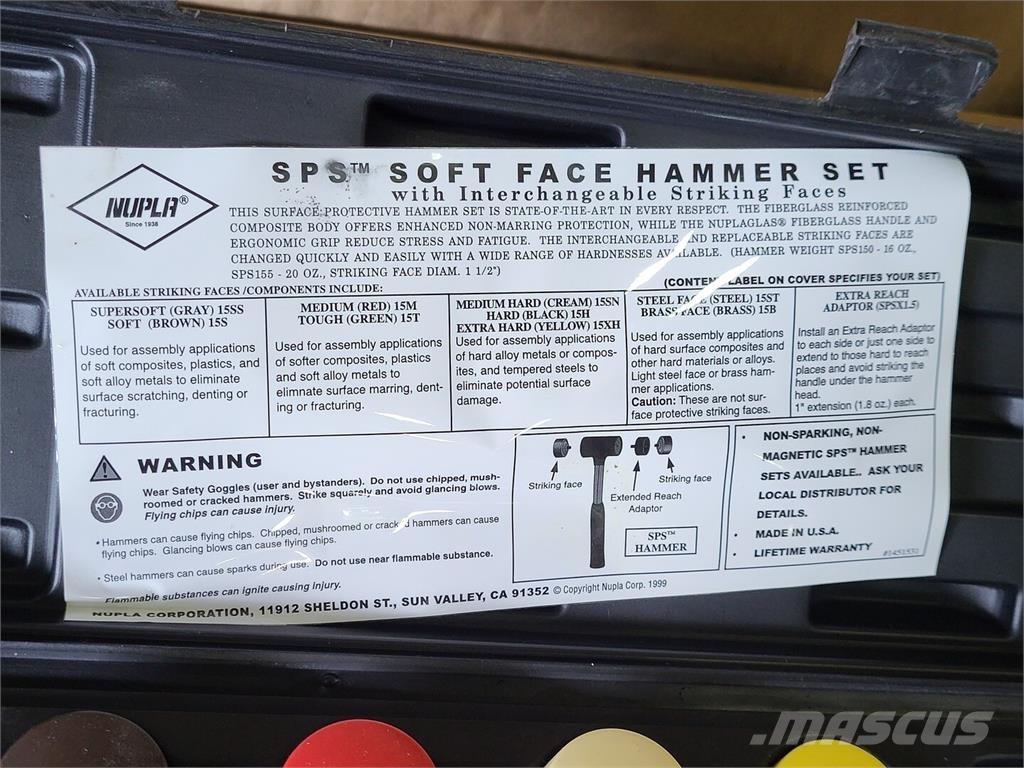 NUPLA®
Since 1938
SPS™ SOFT FACE HAMMER SET
with Interchangeable Striking Faces
THIS SURFACE PROTECTIVE HAMMER SET IS STATE-OF-THE-ART IN EVERY RESPECT. THE FIBERGLASS REINFORCED
COMPOSITE BODY OFFERS ENHANCED NON-MARRING PROTECTION, WHILE THE NUPLAGLAS® FIBERGLASS HANDLE AND
ERGONOMIC GRIP REDUCE STRESS AND FATIGUE. THE INTERCHANGEABLE AND REPLACEABLE STRIKING FACES ARE
CHANGED QUICKLY AND EASILY WITH A WIDE RANGE OF HARDNESSES AVAILABLE. (HAMMER WEIGHT SPS150 - 16 OZ.,
SPS155 - 20 OZ., STRIKING FACE DIAM. 1 1/2")
(CONTENT LABEL ON COVER SPECIFIES YOUR SET)
AVAILABLE STRIKING FACES /COMPONENTS INCLUDE:
SUPERSOFT (GRAY) 15SS
SOFT (BROWN) 15S
Used for assembly applications
of soft composites, plastics, and
soft alloy metals to eliminate
surface scratching, denting or
fracturing.
MEDIUM (RED) 15M
TOUGH (GREEN) 15T
Used for assembly applications
of softer composites, plastics
and soft alloy metals to
elimnate surface marring, dent-
ing or fracturing.
MEDIUM HARD (CREAM) 15SN
HARD (BLACK) 15H
EXTRA HARD (YELLOW) 15XH
Used for assembly applications
of hard alloy metals or compos-
ites, and tempered steels to
eliminate potential surface
damage.
STEEL FACE (STEEL) 15ST
BRASS FACE (BRASS) 15B
Used for assembly applications
of hard surface composites and
other hard materials or alloys.
Light steel face or brass ham-
mer applications.
Caution: These are not sur-
face protective striking faces.
EXTRA REACH
ADAPTOR (SPSX1.5)
Install an Extra Reach Adaptor
to each side or just one side to
extend to those hard to reach
places and avoid striking the
handle under the hammer
head.
1" extension (1.8 oz.) each.
WARNING
Wear Safety Goggles (user and bystanders). Do not use chipped, mush-
roomed or cracked hammers. Strike squarely and avoid glancing blows.
Flying chips can cause injury.
• Hammers can cause flying chips. Chipped, mushroomed or cracked hammers can cause
flying chips. Glancing blows can cause flying chips.
• Steel hammers can cause sparks during use. Do not use near flammable substance.
Flammable substances can ignite causing injury.
Striking face
Extended Reach
Adaptor
Striking face
SPS™
HAMMER
• NON-SPARKING, NON-
MAGNETIC SPS™ HAMMER
SETS AVAILABLE.. ASK YOUR
LOCAL DISTRIBUTOR FOR
DETAILS.
• MADE IN U.S.A.
• LIFETIME WARRANTY
#1451531
NUPLA CORPORATION, 11912 SHELDON ST., SUN VALLEY, CA 91352 © Copyright Nupla Corp. 1999
MASCUS